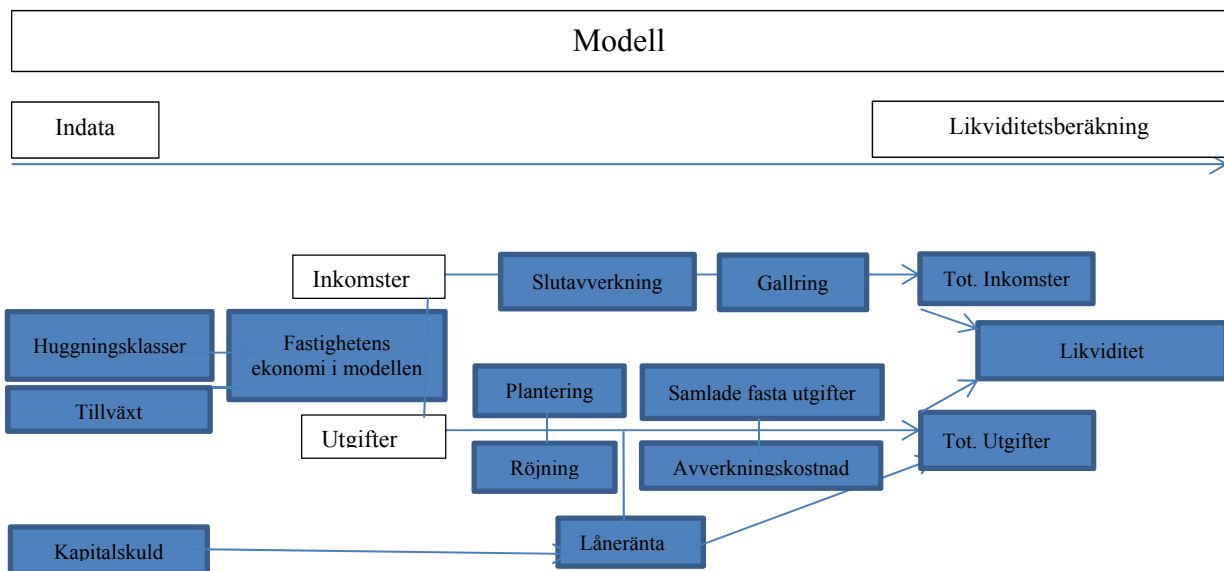 Modell
Indata
Likviditetsberäkning
Inkomster
Slutavverkning
Gallring
Tot. Inkomster
Huggningsklasser
Fastighetens
ekonomi i modellen
Likviditet
Tillväxt
Plantering
Samlade fasta utgifter
Utgifter
Tot. Utgifter
Röjning
Avverkningskostnad
Kapitalskuld
Låneränta